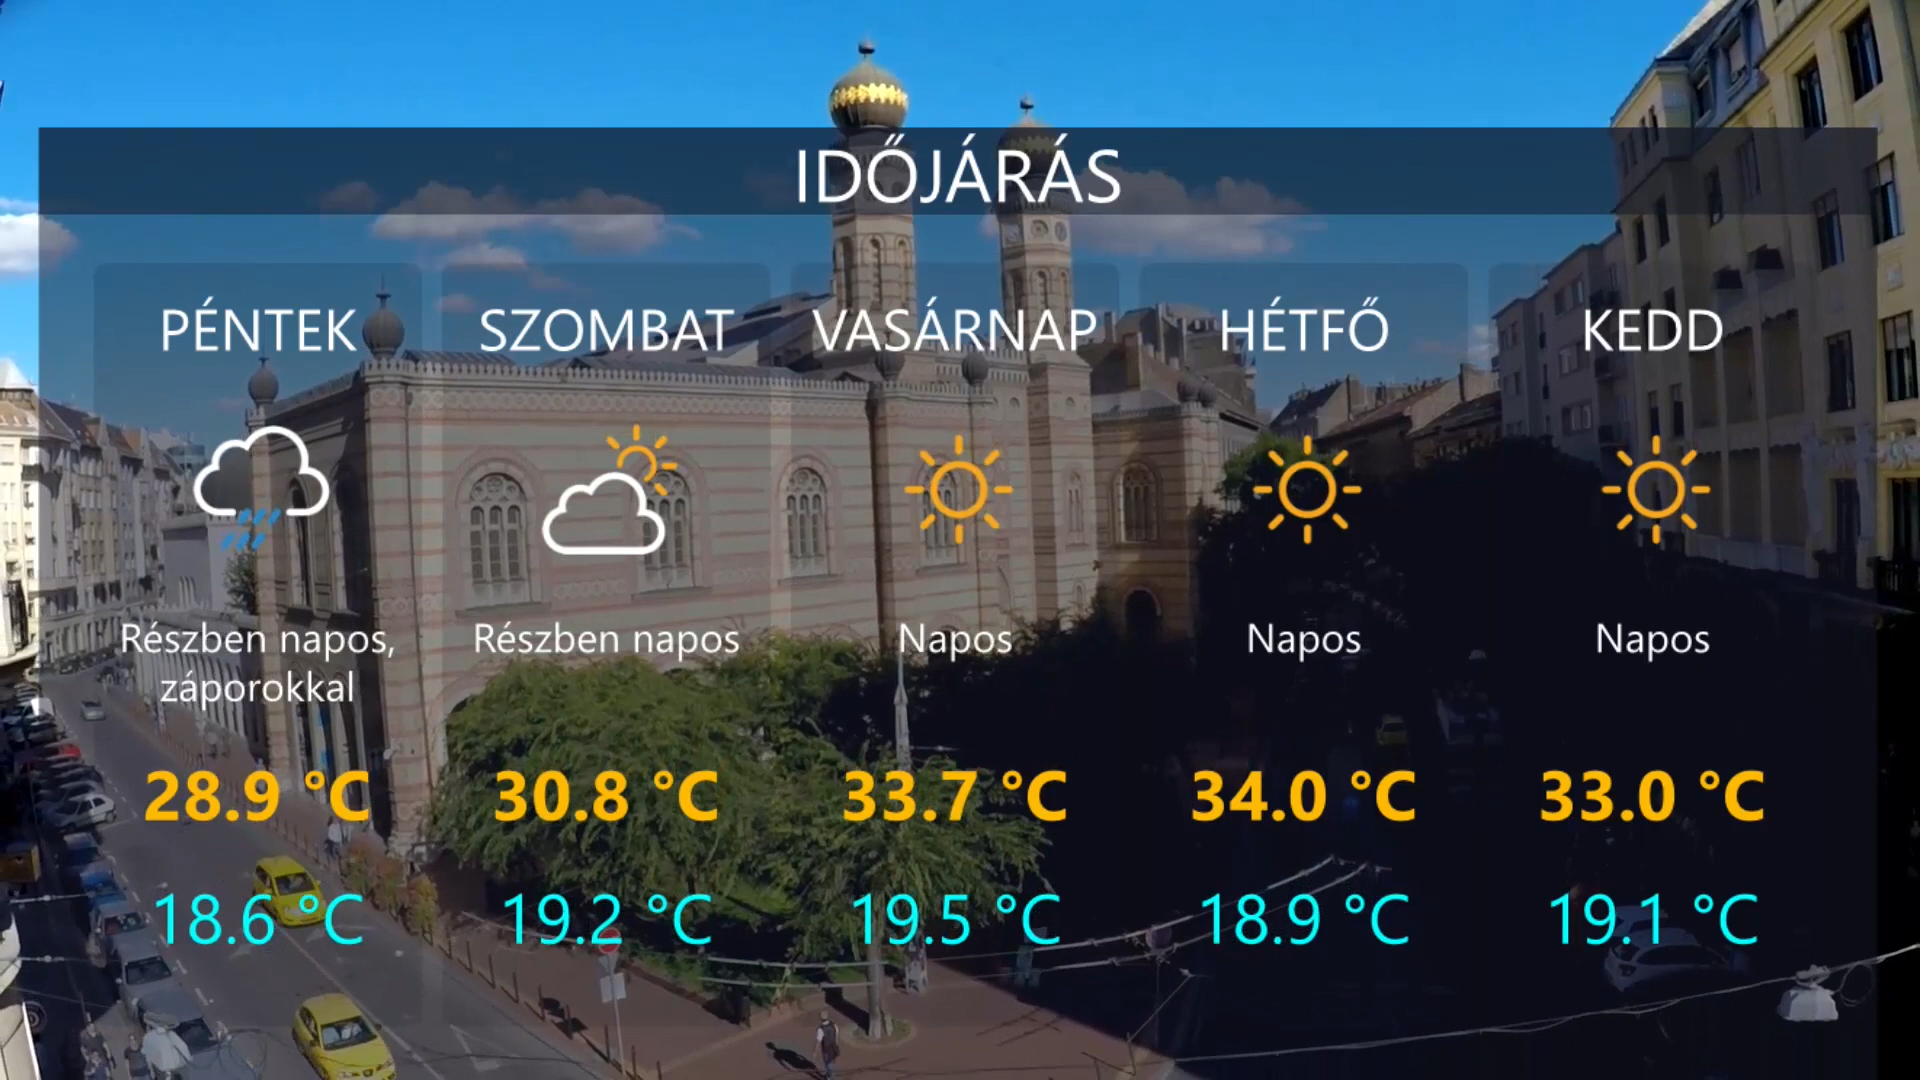 IDŐJÁRÁS
PÉNTEK
Részben napos,
záporokkal
28.9 °C
18.6 °C
SZOMBAT
Részben napos
30.8 °C
19.2 °C
VASÁRNAP
Napos
33.7 °C
19.5 °C
HÉTFŐ
Napos
34.0 °C
18.9 °C
KEDD
Napos
33.0 °C
19.1 °C